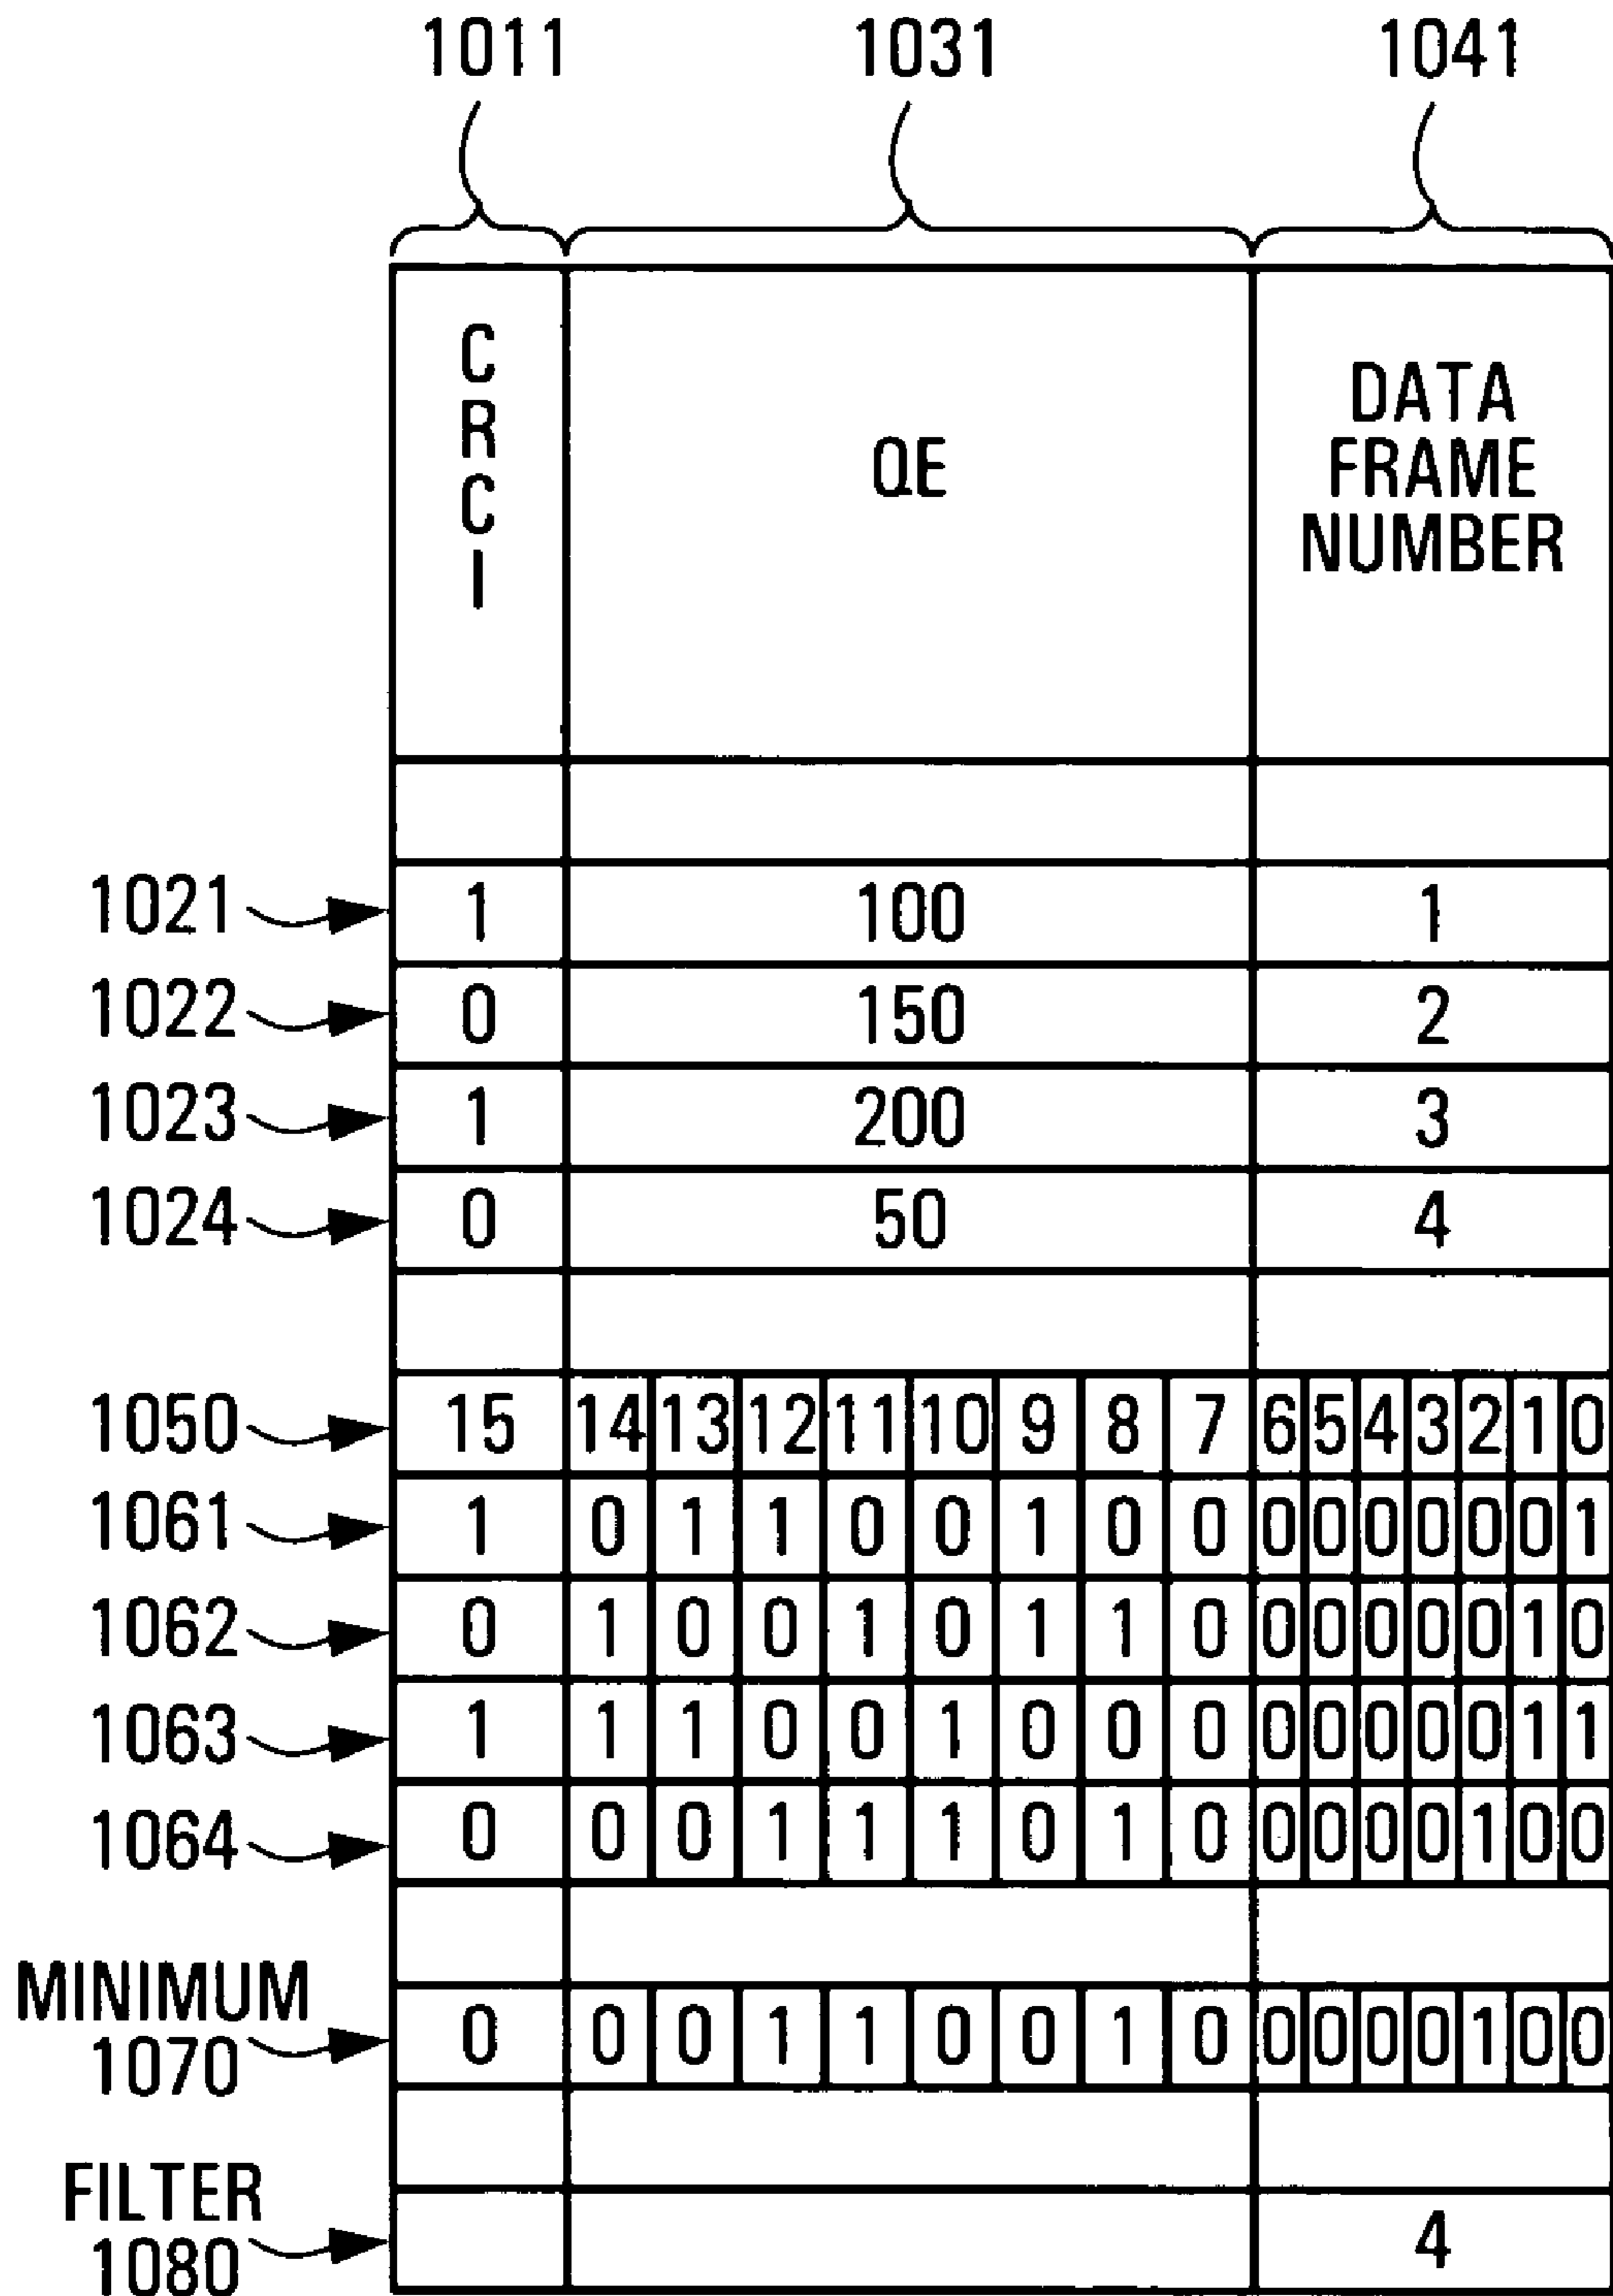 1011 1031 1041
C
R
C
I
QE
DATA
FRAME
NUMBER
1021 1 100 1
1022 0 150 2
1023 1 200 3
1024 0 50 4
1050 15 14 13 12 11 10 9 8 7 6 5 4 3 2 1 0
1061 1 0 1 1 0 0 1 0 0 0 0 0 0 0 0 1
1062 0 1 0 0 1 0 1 1 0 0 0 0 0 0 1 0
1063 1 1 1 0 0 1 0 0 0 0 0 0 0 0 1 1
1064 0 0 0 1 1 1 0 1 0 0 0 0 0 1 0 0
MINIMUM
1070 0 0 0 1 1 0 0 1 0 0 0 0 0 1 0 0
FILTER
1080 4